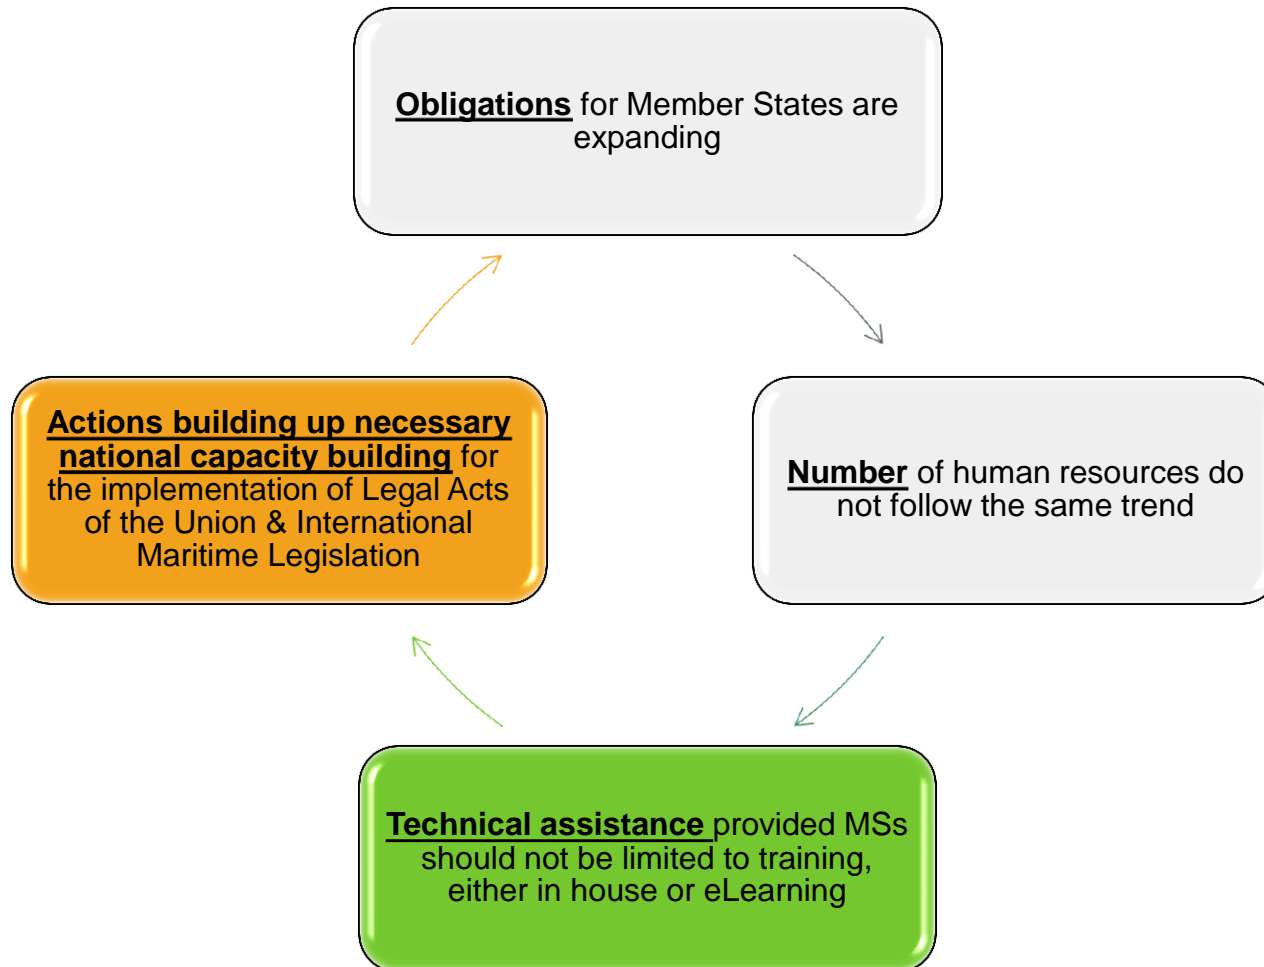 Obligations for Member States are
expanding
Number of human resources do
not follow the same trend
Technical assistance provided MSs
should not be limited to training,
either in house or eLearning
Actions building up necessary
national capacity building for
the implementation of Legal Acts
of the Union & International
Maritime Legislation